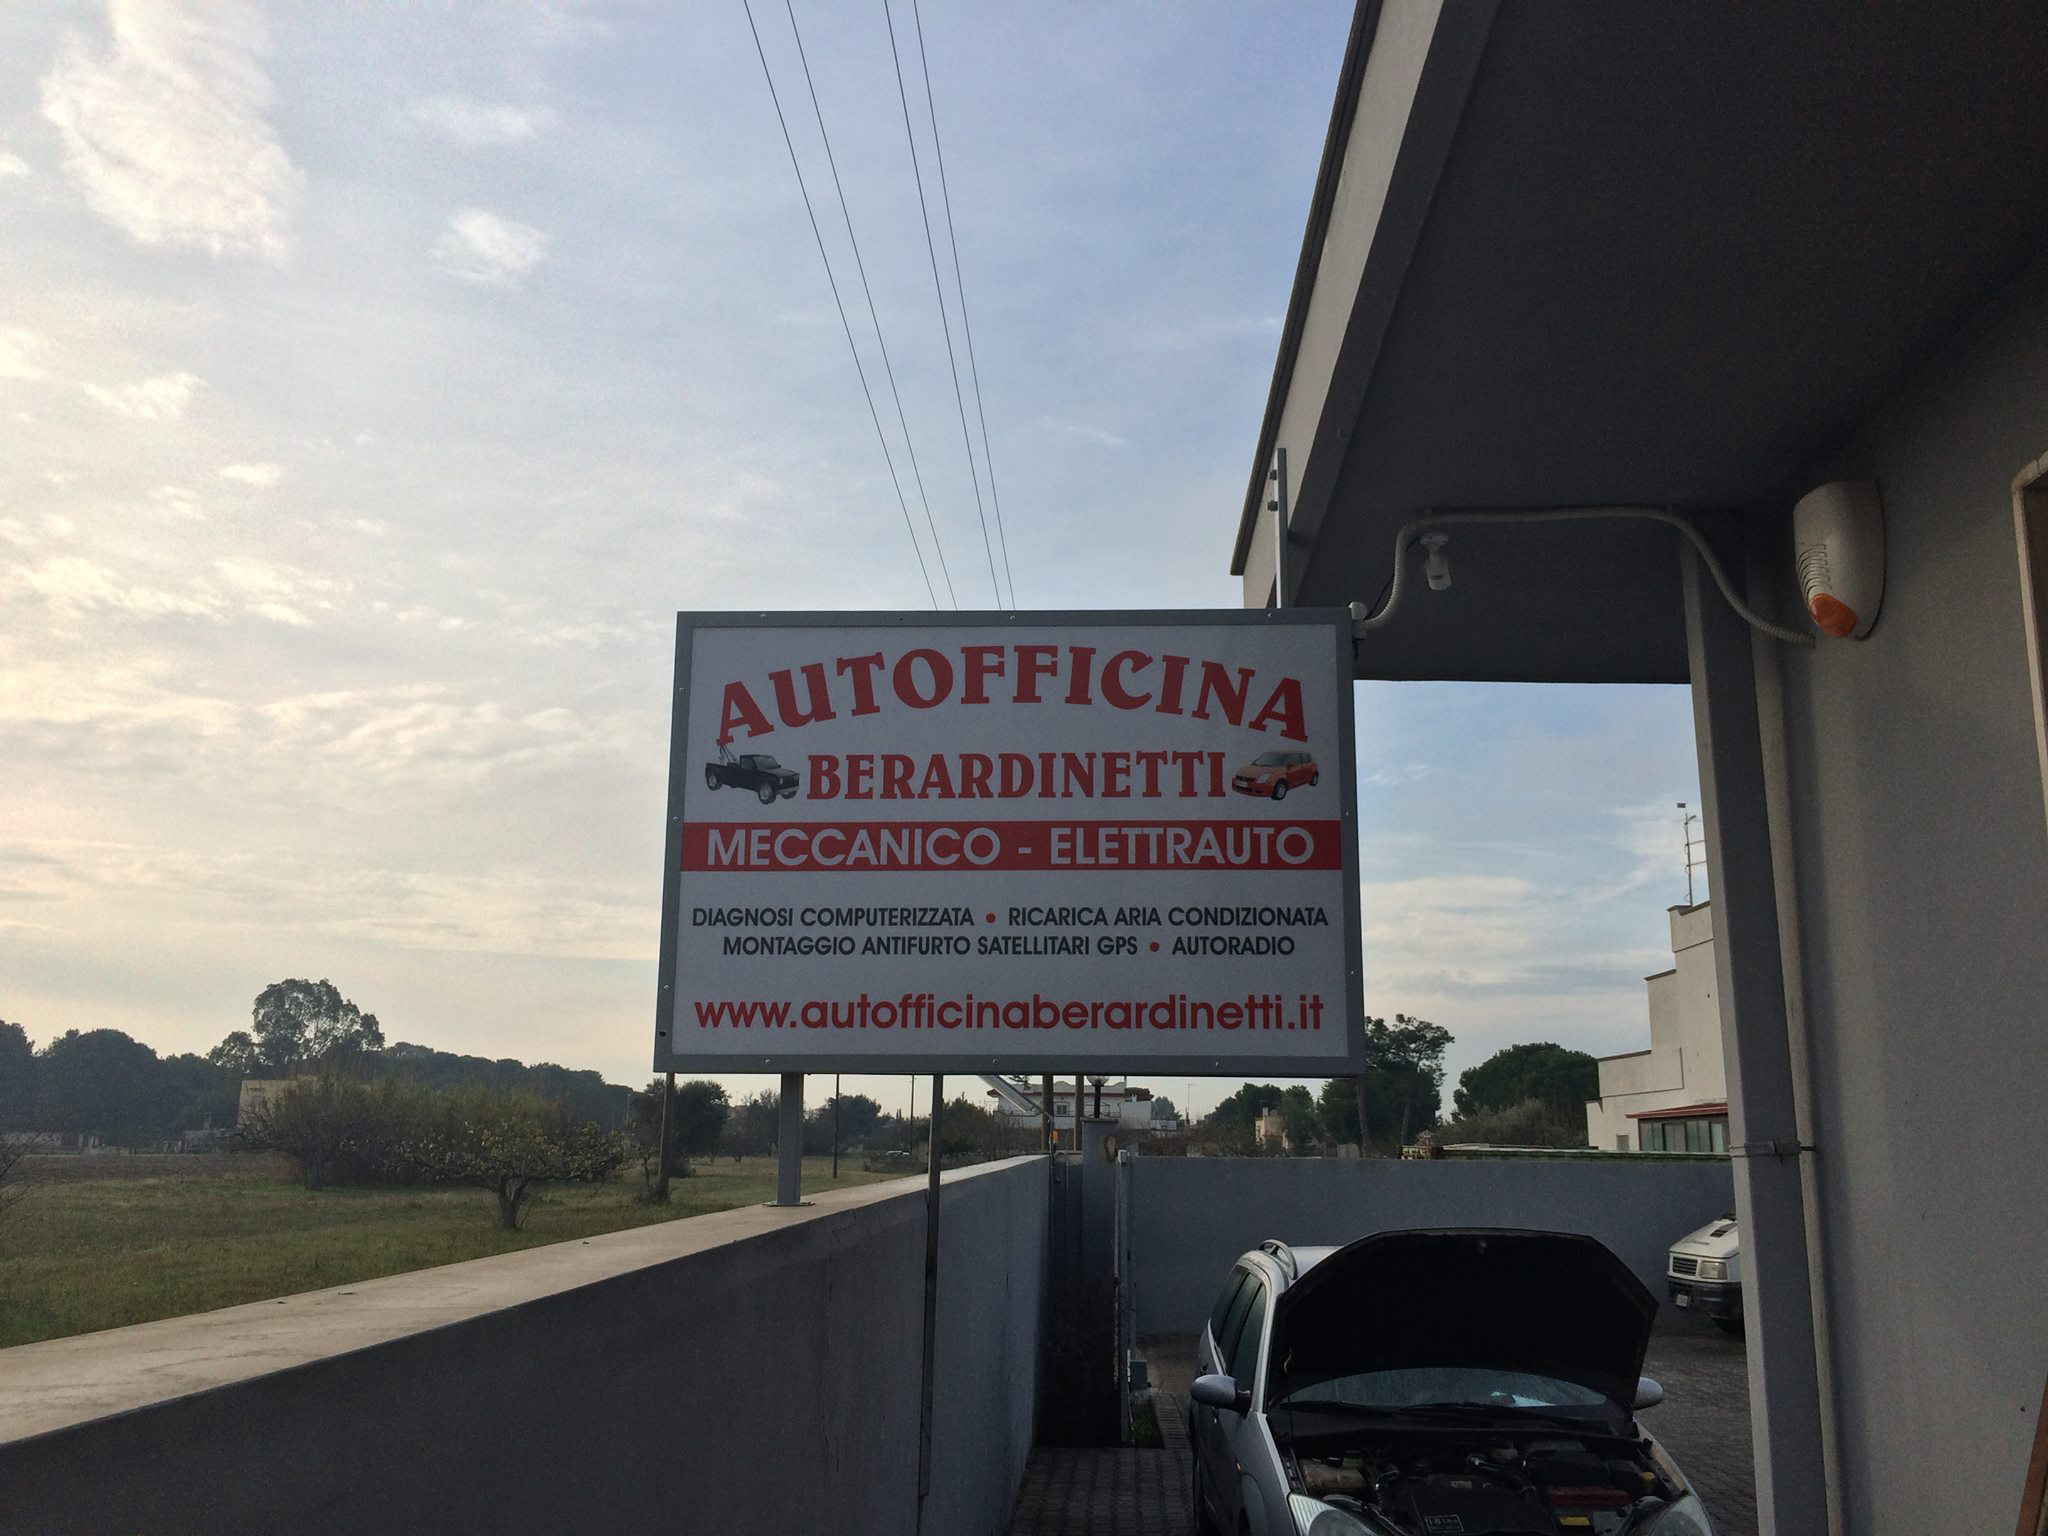 AUTOFFICINA
BERARDINETTI
MECCANICO - ELETTRAUTO
DIAGNOSI COMPUTERIZZATA • RICARICA ARIA CONDIZIONATA
MONTAGGIO ANTIFURTO SATELLITARI GPS • AUTORADIO
www.autofficinaberardinetti.it